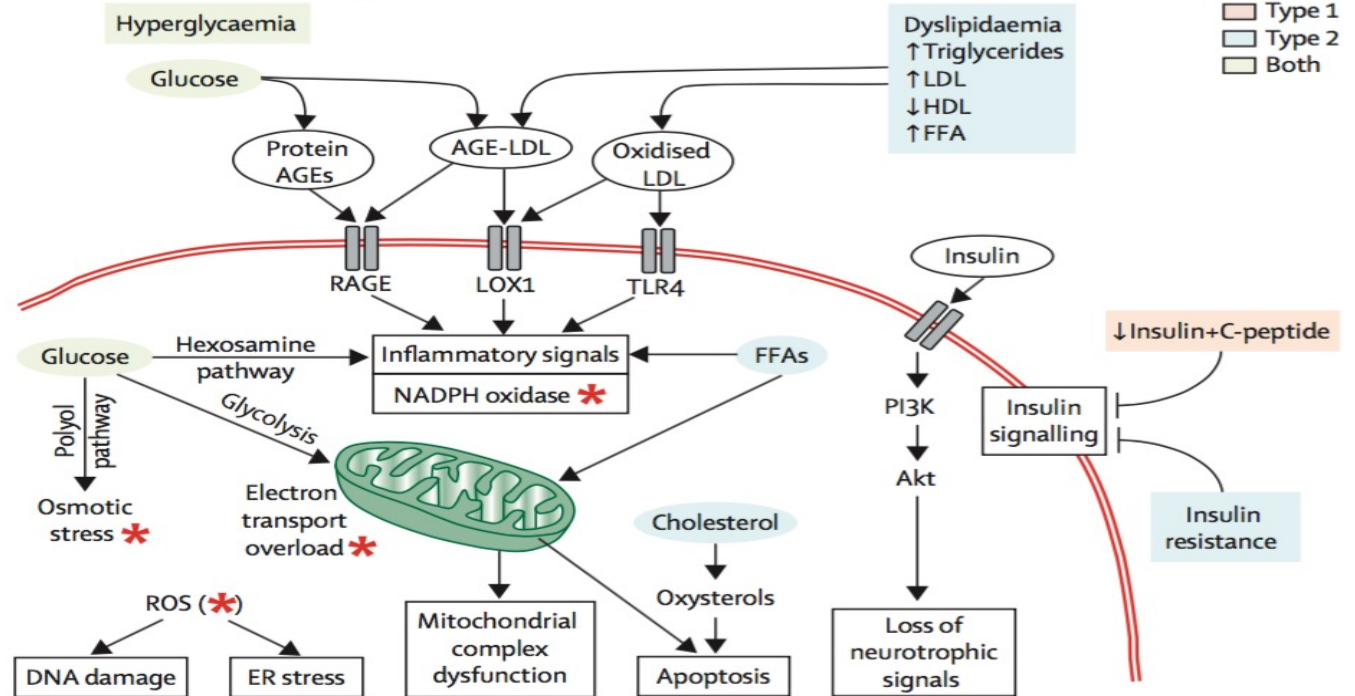 Hyperglycaemia
Dyslipidaemia
↑Triglycerides
↑LDL
↓HDL
↑FFA
Type 1
Type 2
Both
Glucose
Protein
AGEs
AGE-LDL
Oxidised
LDL
RAGE
LOX1
TLR4
Insulin
↓Insulin+C-peptide
Glucose
Hexosamine
pathway
Inflammatory signals
NADPH oxidase *
FFAs
Polyol
pathway
Glycolysis
PI3K
Insulin
signalling
Akt
Osmotic
stress *
Electron
transport
overload *
Cholesterol
Insulin
resistance
ROS (*)
Oxysterols
DNA damage
ER stress
Mitochondrial
complex
dysfunction
Apoptosis
Loss of
neurotrophic
signals